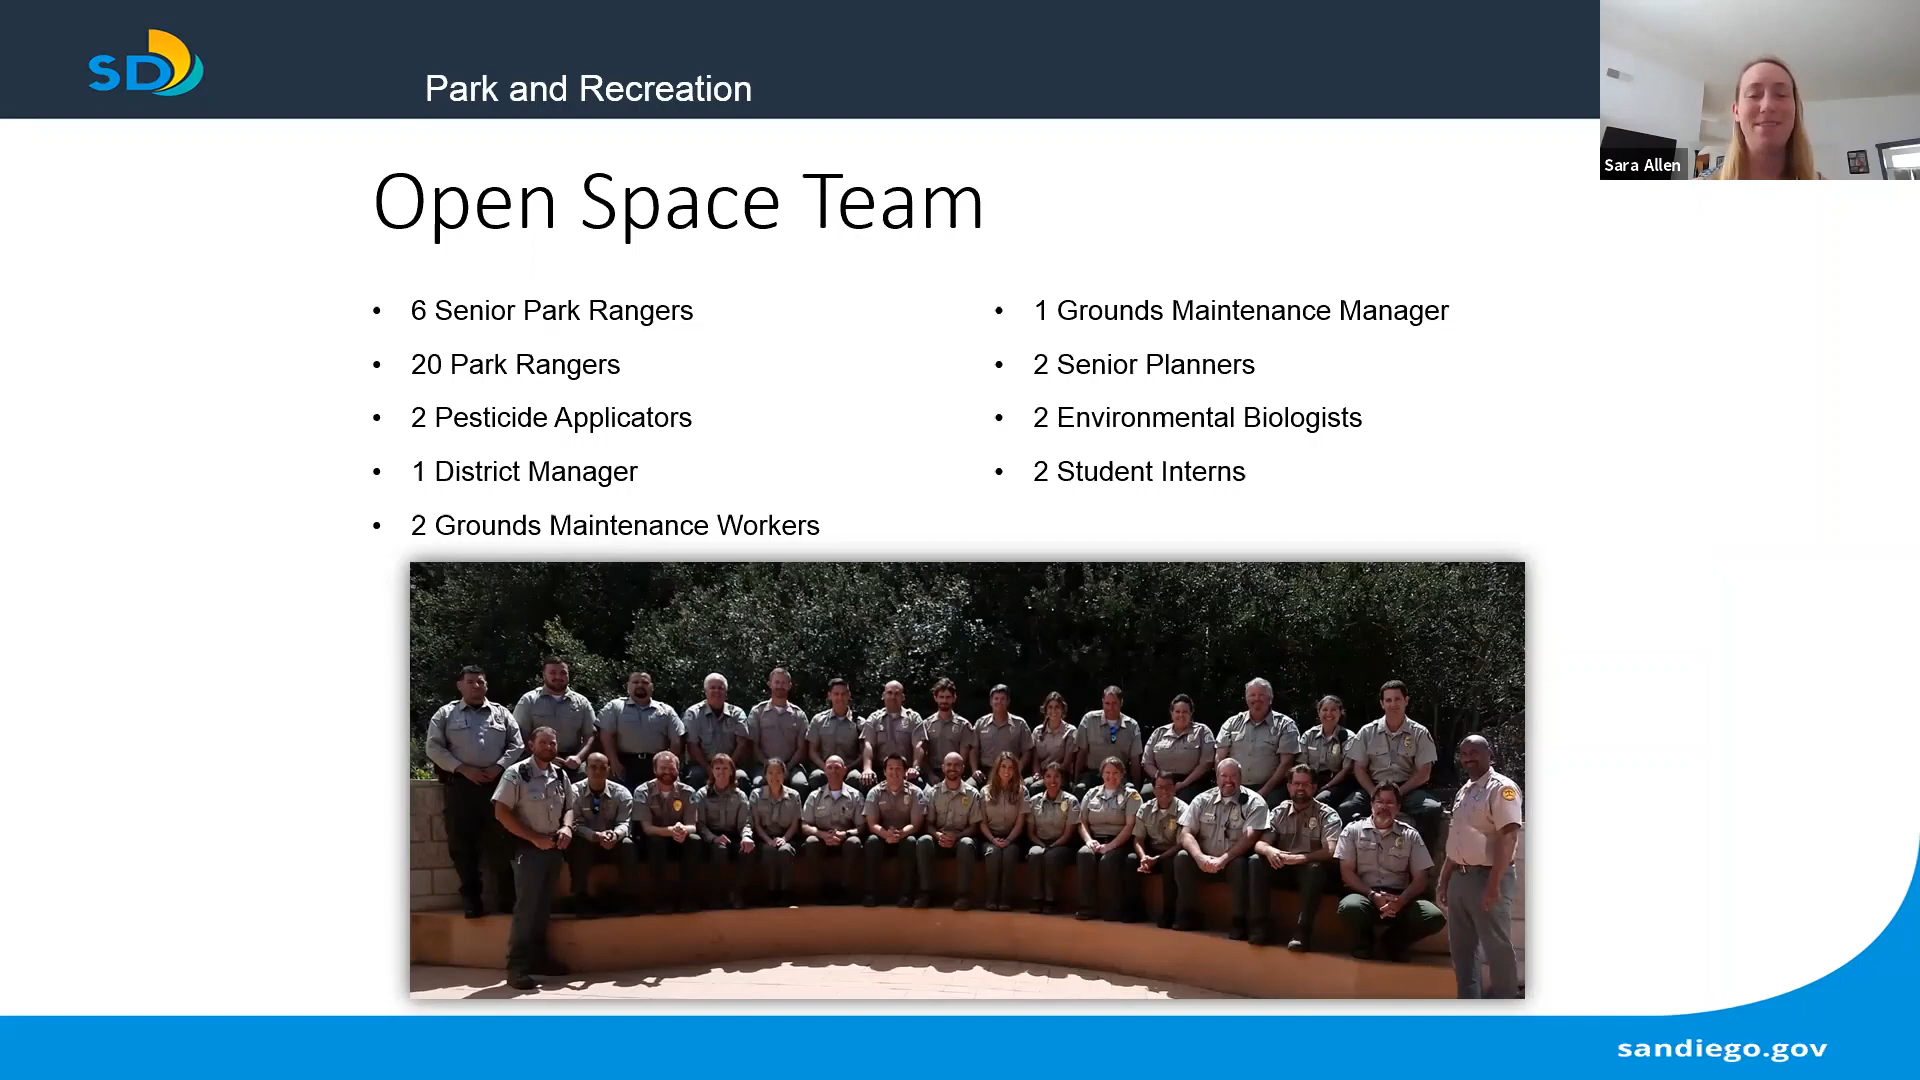 SD
Park and Recreation
Sara Allen
Open Space Team
• 6 Senior Park Rangers
• 20 Park Rangers
• 2 Pesticide Applicators
• 1 District Manager
• 2 Grounds Maintenance Workers
• 1 Grounds Maintenance Manager
• 2 Senior Planners
• 2 Environmental Biologists
• 2 Student Interns
sandiego.gov